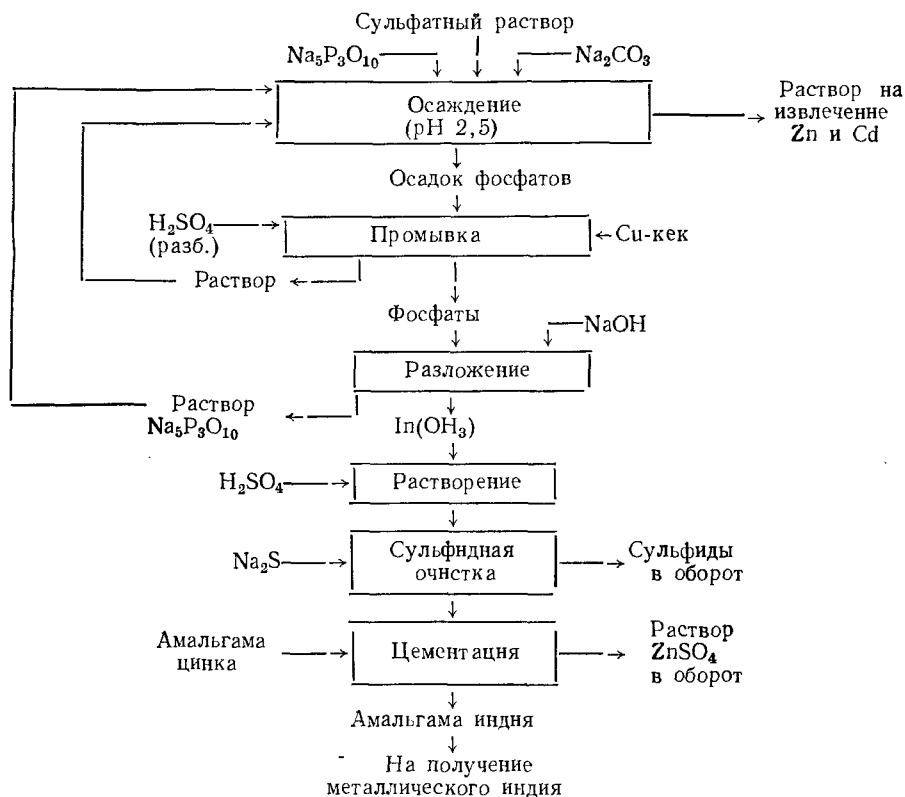 Сульфатный раствор
Na₅P₃O₁₀
Na₂CO₃
Осаждение
(pH 2,5)
Раствор на
извлечение
Zn и Cd
Осадок фосфатов
H₂SO₄
(разб.)
Промывка
Cu-кек
Раствор
Фосфаты
NaOH
Разложение
Раствор
Na₅P₃O₁₀
In(OH₃)
H₂SO₄
Растворение
Na₂S
Сульфидная
очистка
Сульфиды
в оборот
Амальгама
цинка
Цементация
Раствор
ZnSO₄
в оборот
Амальгама индия
На получение
металлического индия